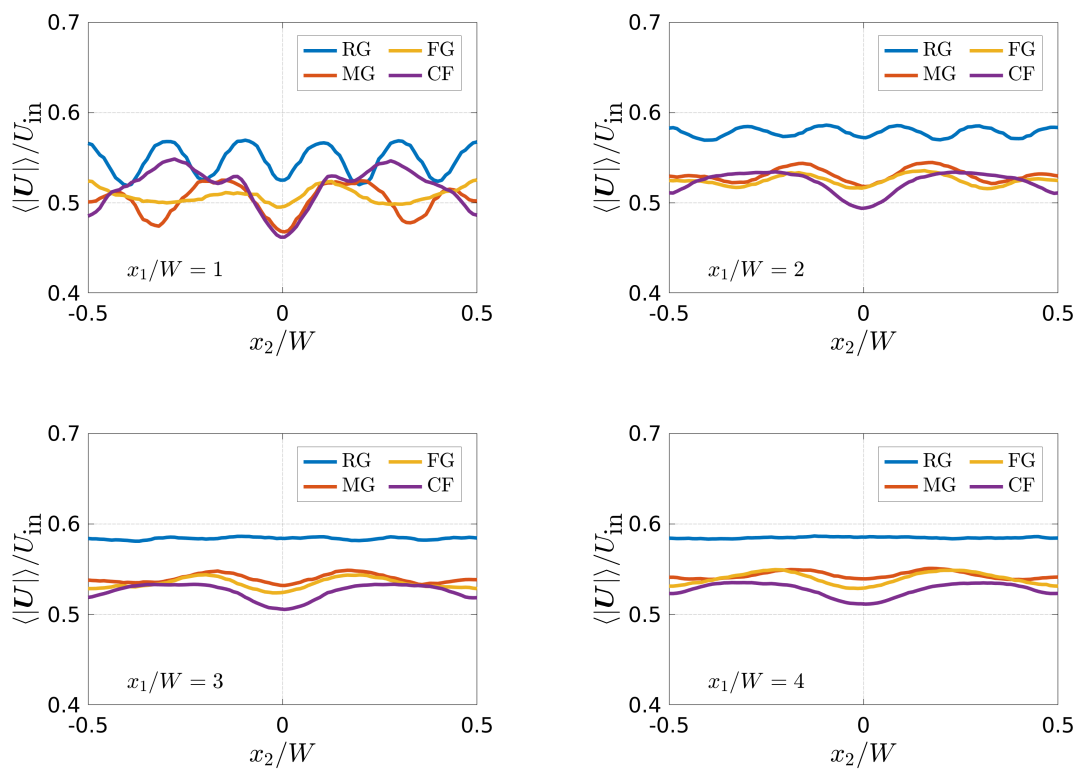 0.7
0.6
0.5
0.4
-0.5 0 0.5
⟨|U|⟩/U_in
x_2/W
x_1/W = 1
RG FG
MG CF
0.7
0.6
0.5
0.4
-0.5 0 0.5
⟨|U|⟩/U_in
x_2/W
x_1/W = 2
RG FG
MG CF
0.7
0.6
0.5
0.4
-0.5 0 0.5
⟨|U|⟩/U_in
x_2/W
x_1/W = 3
RG FG
MG CF
0.7
0.6
0.5
0.4
-0.5 0 0.5
⟨|U|⟩/U_in
x_2/W
x_1/W = 4
RG FG
MG CF